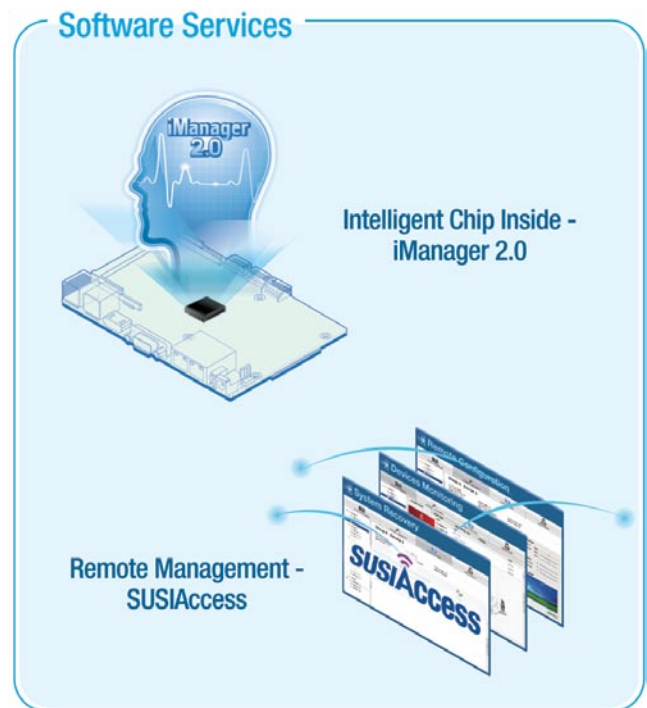 Software Services
iManager
2.0
Intelligent Chip Inside -
iManager 2.0
Remote Configuration
Devices Monitoring
System Recovery
SUSIAccess
Remote Management -
SUSIAccess